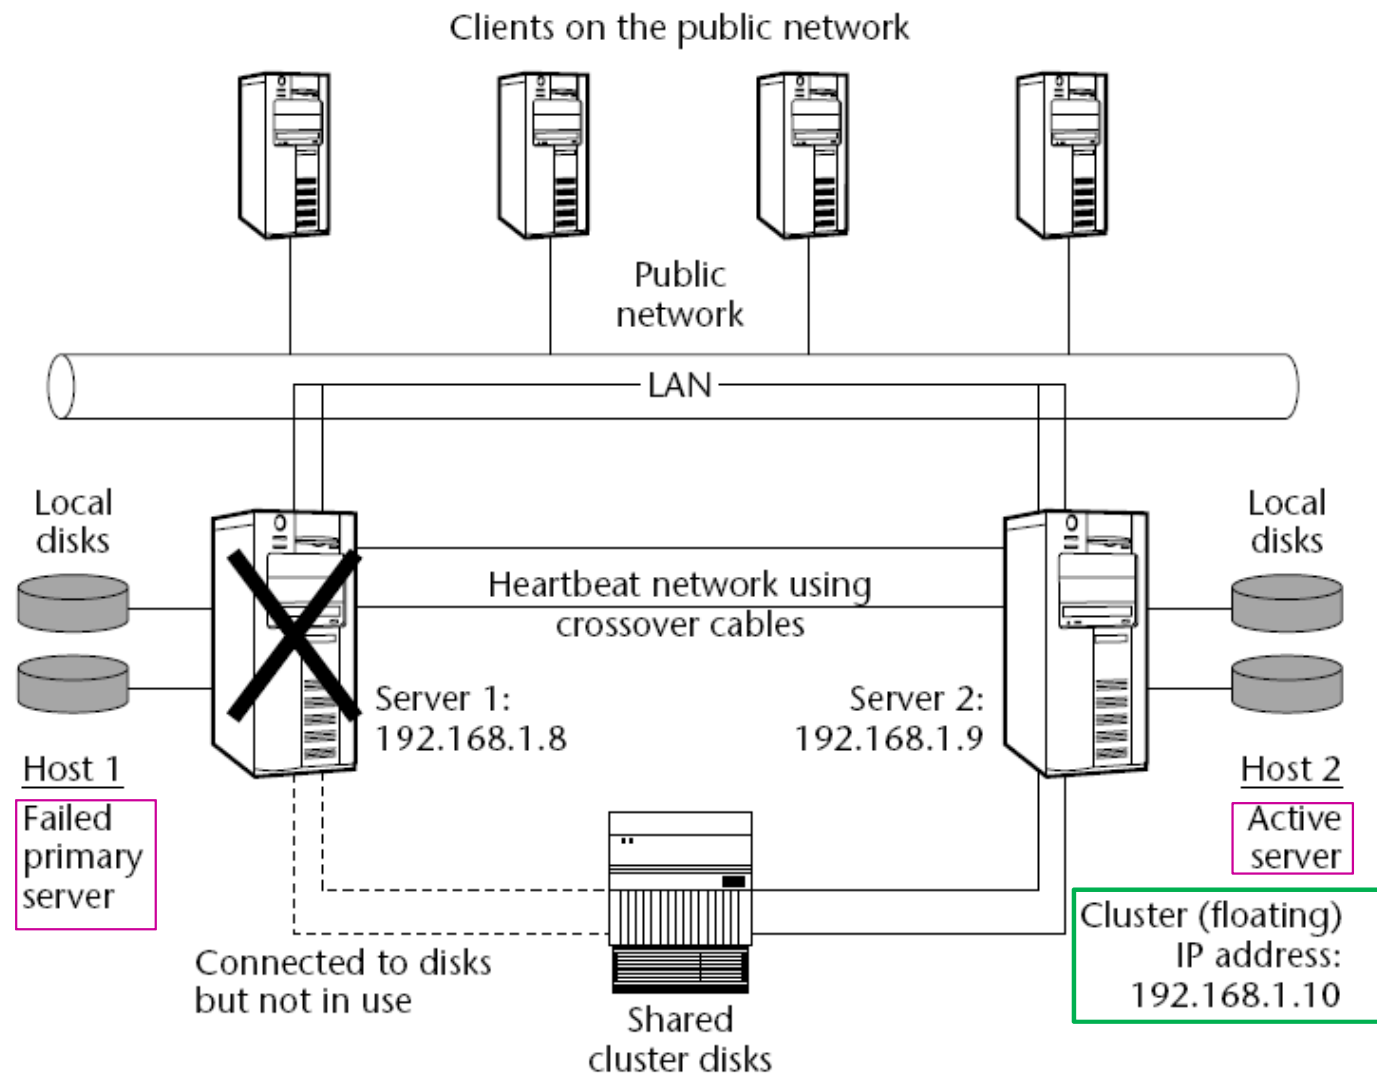 Clients on the public network
Public
network
LAN
Local
disks
Local
disks
Heartbeat network using
crossover cables
Server 1:
192.168.1.8
Server 2:
192.168.1.9
Host 1
Failed
primary
server
Host 2
Active
server
Cluster (floating)
IP address:
192.168.1.10
Connected to disks
but not in use
Shared
cluster disks